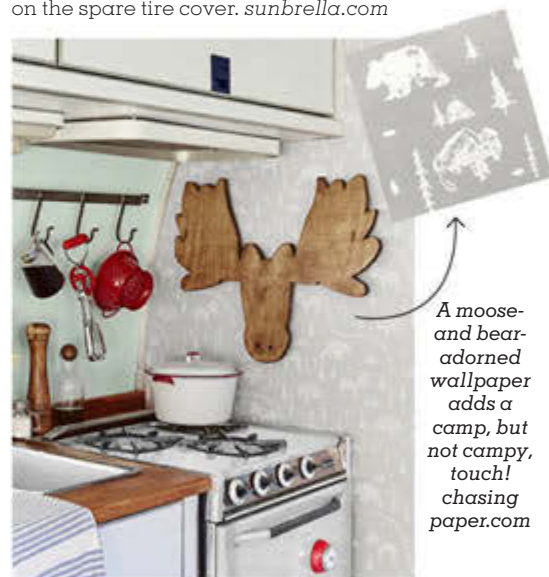 on the spare tire cover. sunbrella.com
A moose-
and bear-
adorned
wallpaper
adds a
camp, but
not campy,
touch!
chasing
paper.com